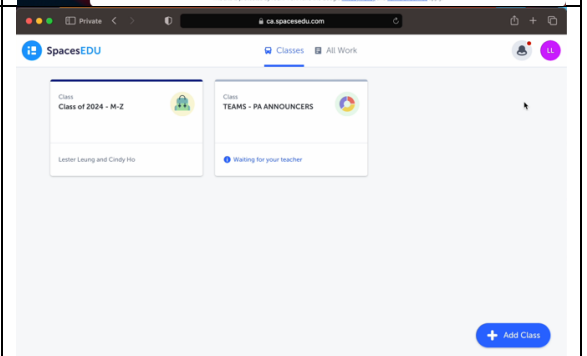 Private
ca.spacesedu.com
SpacesEDU
Classes
All Work
LL
Class
Class of 2024 - M-Z
Lester Leung and Cindy Ho
Class
TEAMS - PA ANNOUNCERS
Waiting for your teacher
Add Class